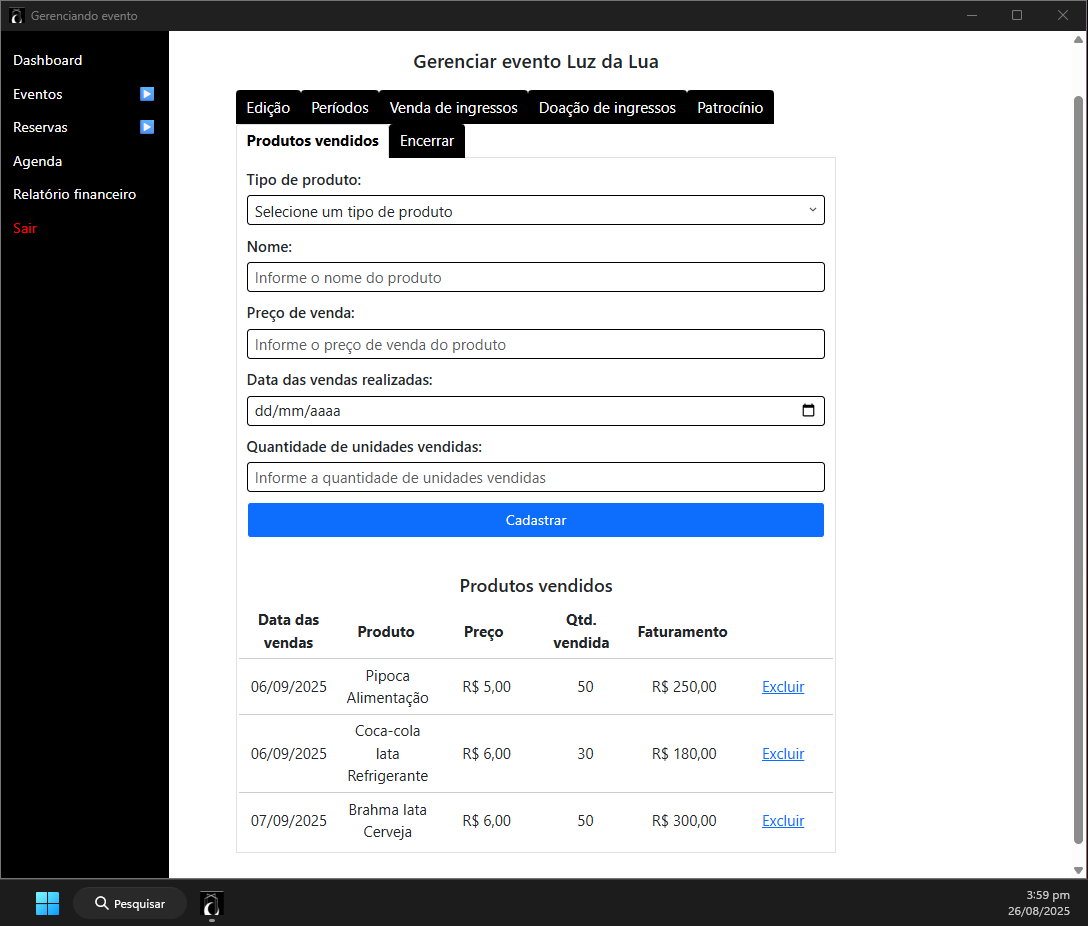 Gerenciando evento
Dashboard
Eventos
Reservas
Agenda
Relatório financeiro
Sair
Gerenciar evento Luz da Lua
Edição Períodos Venda de ingressos Doação de ingressos Patrocínio
Produtos vendidos Encerrar
Tipo de produto:
Selecione um tipo de produto
Nome:
Informe o nome do produto
Preço de venda:
Informe o preço de venda do produto
Data das vendas realizadas:
dd/mm/aaaa
Quantidade de unidades vendidas:
Informe a quantidade de unidades vendidas
Cadastrar
Produtos vendidos
Data das vendas Produto Preço Qtd. vendida Faturamento
06/09/2025 Pipoca Alimentação R$ 5,00 50 R$ 250,00 Excluir
06/09/2025 Coca-cola lata Refrigerante R$ 6,00 30 R$ 180,00 Excluir
07/09/2025 Brahma lata Cerveja R$ 6,00 50 R$ 300,00 Excluir
Pesquisar
3:59 pm
26/08/2025